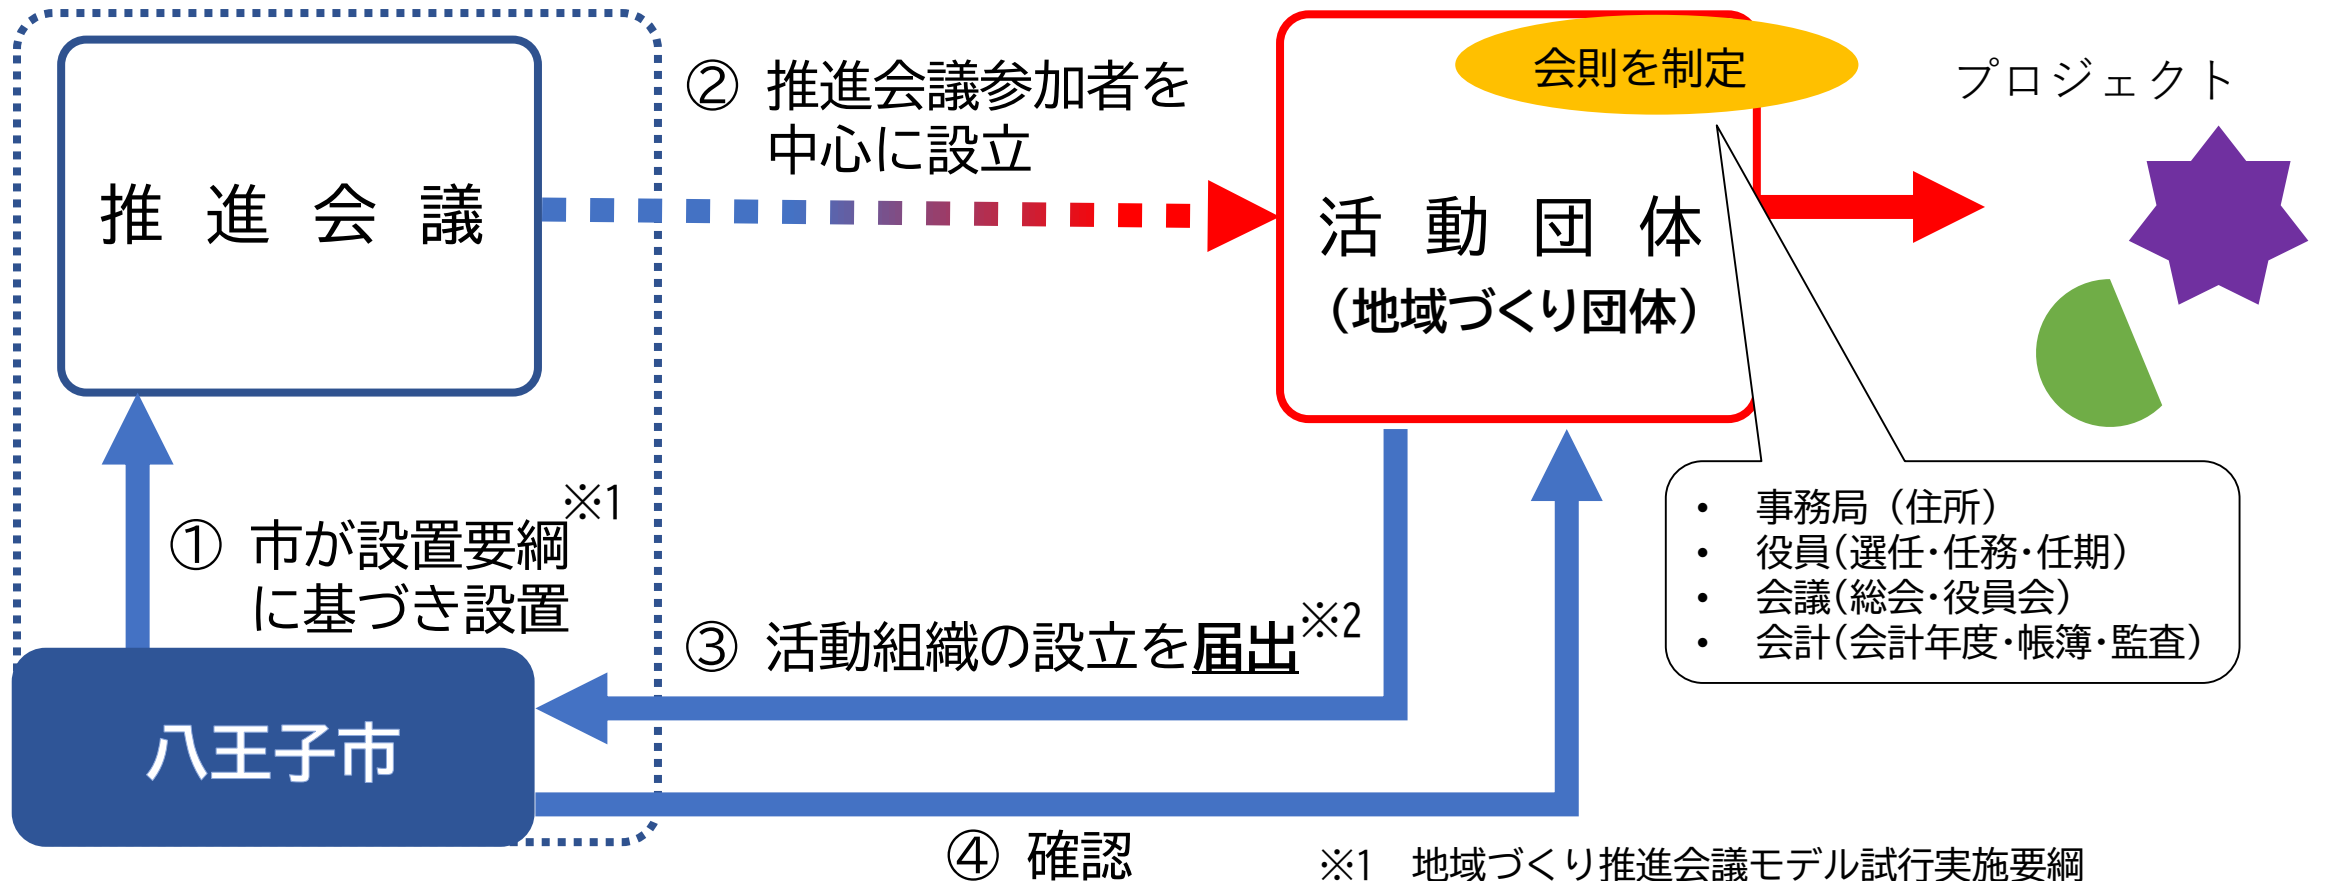 推進会議
② 推進会議参加者を
中心に設立
会則を制定
活動団体
（地域づくり団体）
プロジェクト
① 市が設置要綱※1
に基づき設置
③ 活動組織の設立を届出※2
• 事務局（住所）
• 役員（選任・任務・任期）
• 会議（総会・役員会）
• 会計（会計年度・帳簿・監査）
八王子市
④ 確認
※1 地域づくり推進会議モデル試行実施要綱